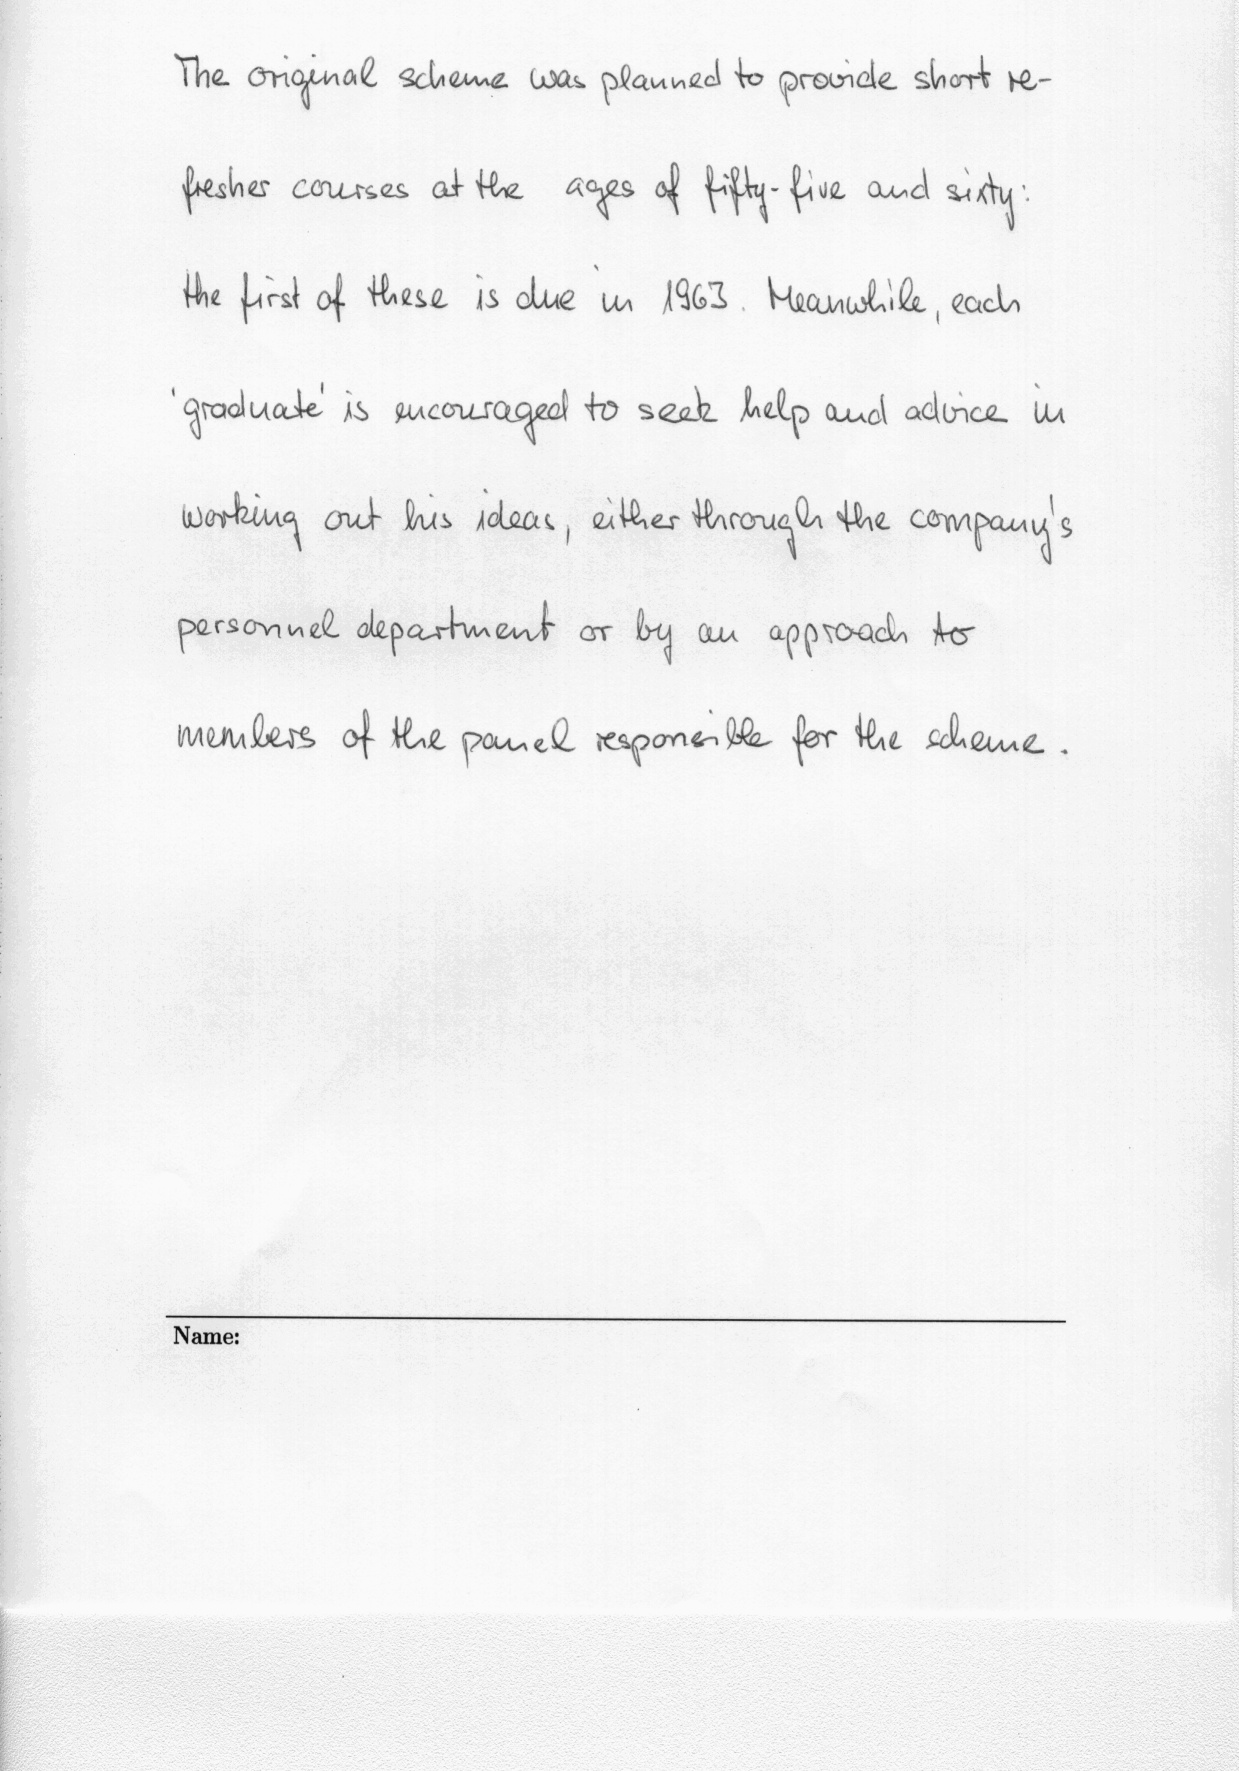 The original scheme was planned to provide short re-
fresher courses at the ages of fifty-five and sixty:
the first of these is due in 1963. Meanwhile, each
'graduate' is encouraged to seek help and advice in
working out his ideas, either through the company's
personnel department or by an approach to
members of the panel responsible for the scheme.
Name: